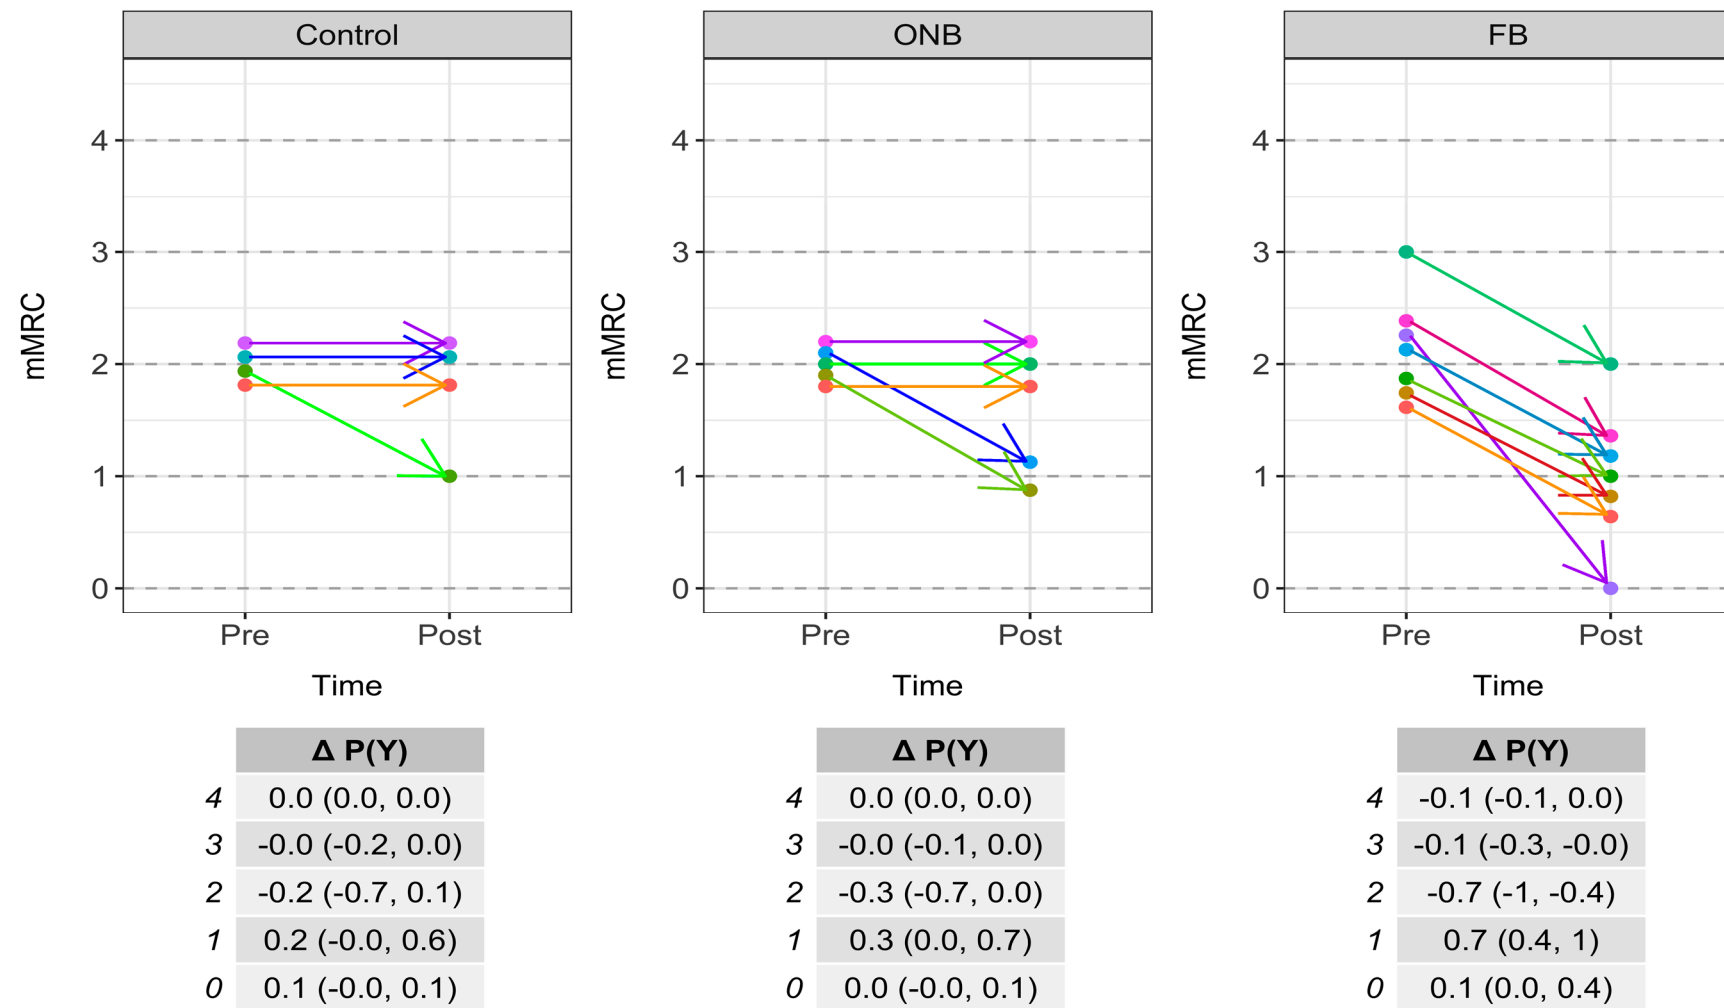 Control ONB FB
mMRC mMRC mMRC
4 4 4
3 3 3
2 2 2
1 1 1
0 0 0
Pre Post Pre Post Pre Post
Time Time Time
Δ P(Y) Δ P(Y) Δ P(Y)
4 0.0 (0.0, 0.0) 4 0.0 (0.0, 0.0) 4 -0.1 (-0.1, 0.0)
3 -0.0 (-0.2, 0.0) 3 -0.0 (-0.1, 0.0) 3 -0.1 (-0.3, -0.0)
2 -0.2 (-0.7, 0.1) 2 -0.3 (-0.7, 0.0) 2 -0.7 (-1, -0.4)
1 0.2 (-0.0, 0.6) 1 0.3 (0.0, 0.7) 1 0.7 (0.4, 1)
0 0.1 (-0.0, 0.1) 0 0.0 (-0.0, 0.1) 0 0.1 (0.0, 0.4)